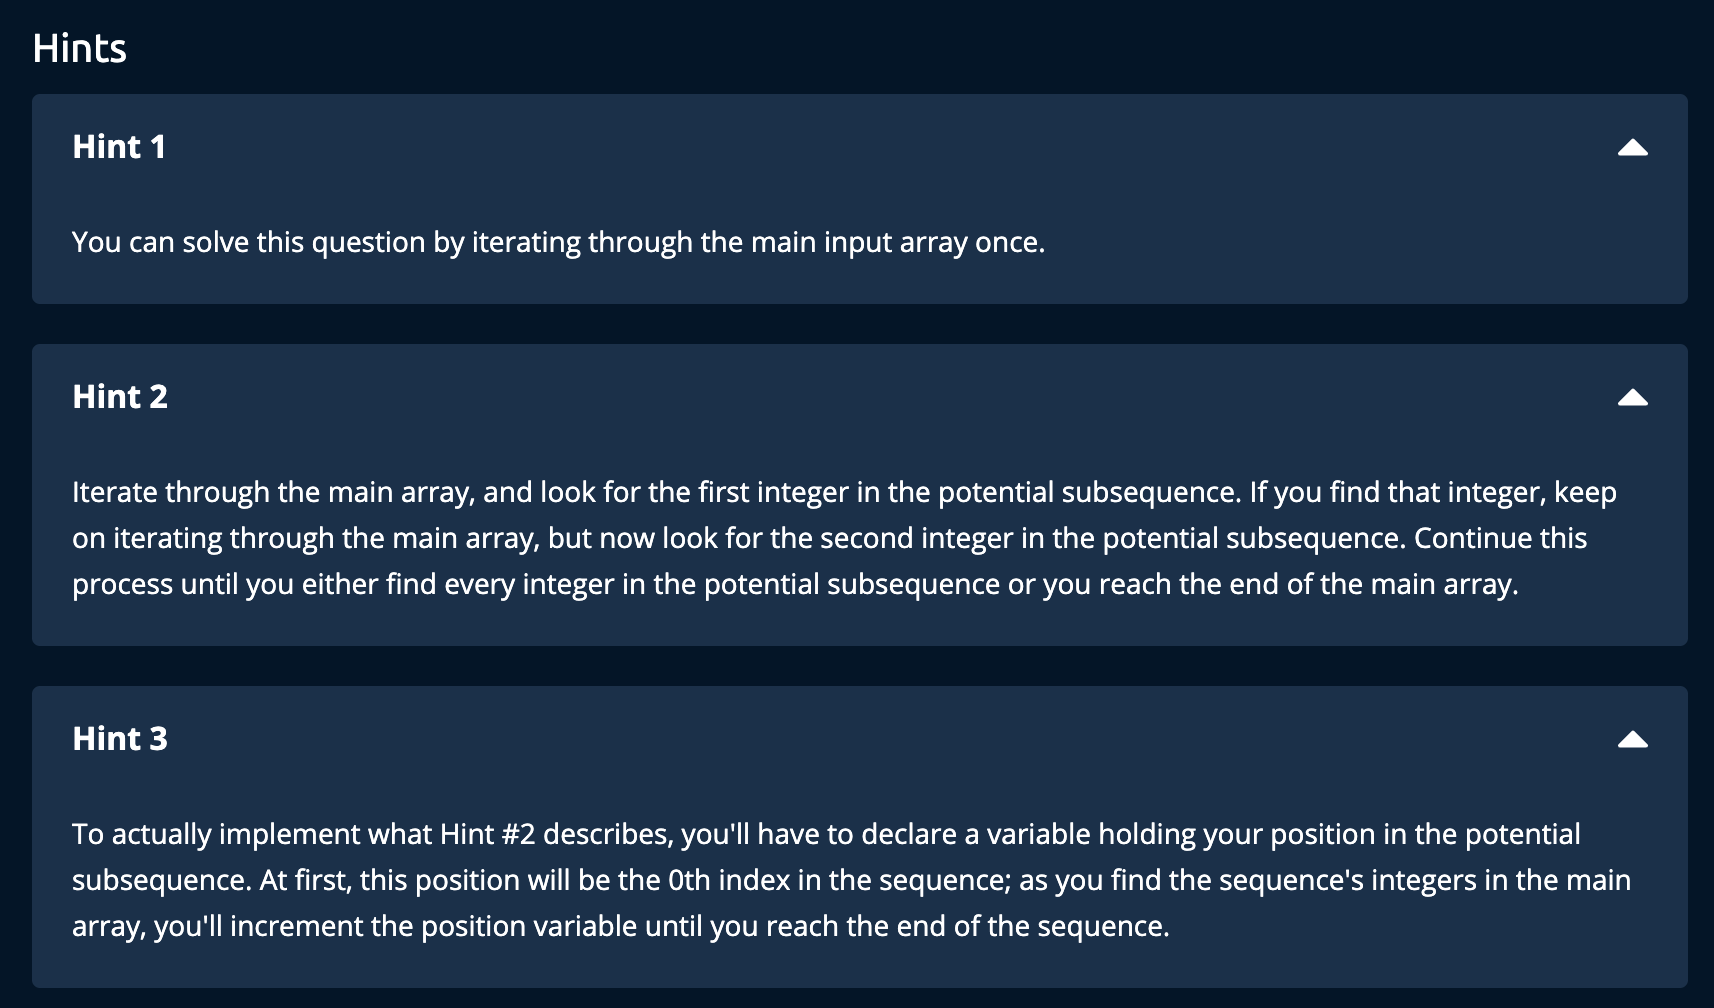 Hints
Hint 1
You can solve this question by iterating through the main input array once.
Hint 2
Iterate through the main array, and look for the first integer in the potential subsequence. If you find that integer, keep
on iterating through the main array, but now look for the second integer in the potential subsequence. Continue this
process until you either find every integer in the potential subsequence or you reach the end of the main array.
Hint 3
To actually implement what Hint #2 describes, you'll have to declare a variable holding your position in the potential
subsequence. At first, this position will be the 0th index in the sequence; as you find the sequence's integers in the main
array, you'll increment the position variable until you reach the end of the sequence.